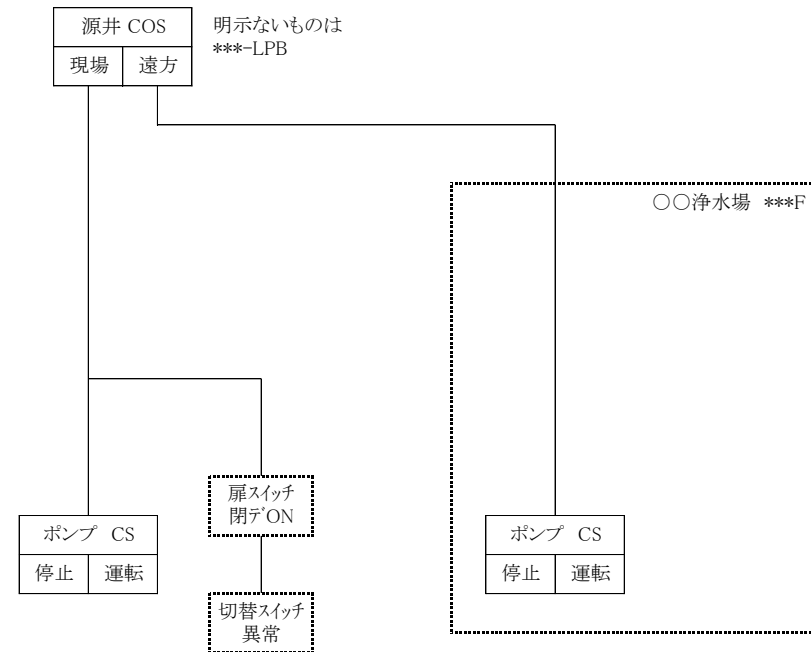 源井 COS
現場
遠方
明示ないものは
***-LPB
○○浄水場 ***F
扉スイッチ
閉デON
ポンプ CS
停止
運転
切替スイッチ
異常
ポンプ CS
停止
運転